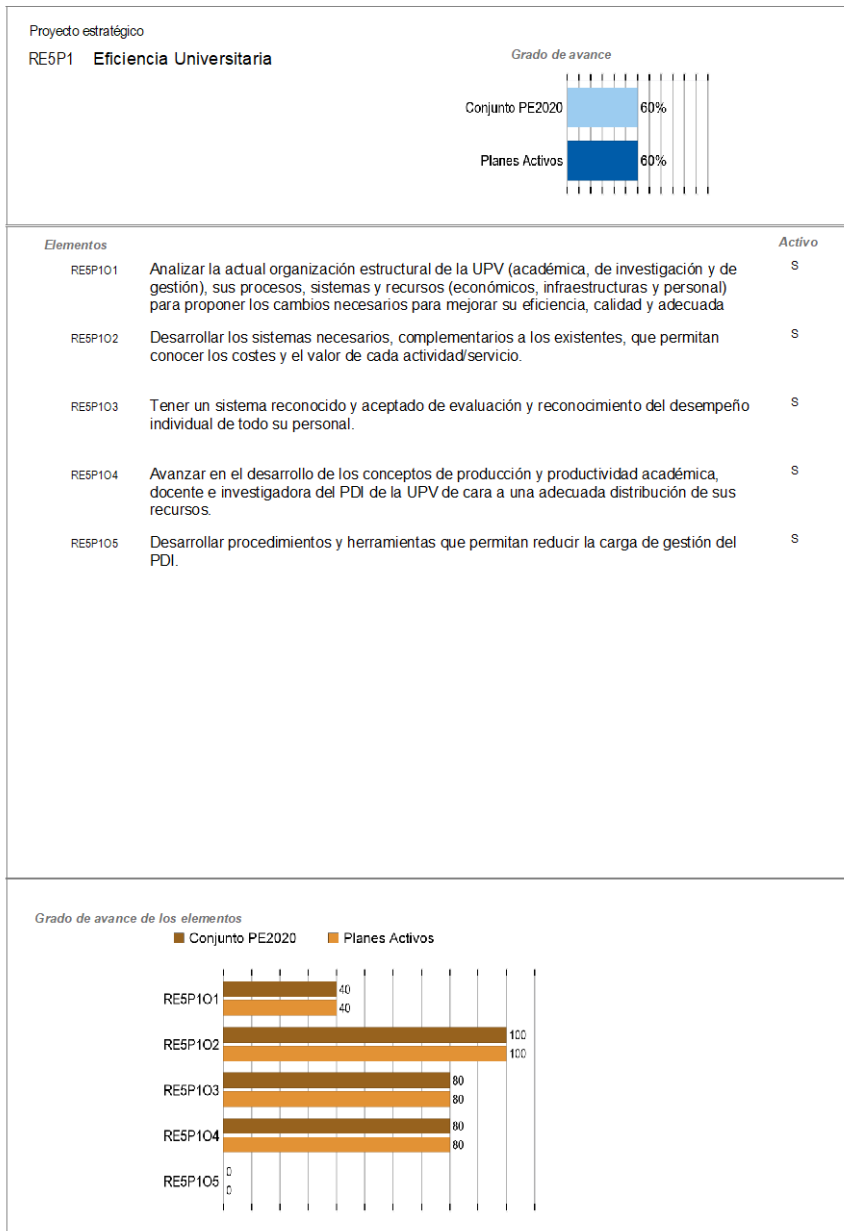 Proyecto estratégico
RE5P1 Eficiencia Universitaria
Grado de avance
Conjunto PE2020 60%
Planes Activos 60%
Elementos Activo
RE5P1O1 Analizar la actual organización estructural de la UPV (académica, de investigación y de S
gestión), sus procesos, sistemas y recursos (económicos, infraestructuras y personal)
para proponer los cambios necesarios para mejorar su eficiencia, calidad y adecuada
RE5P1O2 Desarrollar los sistemas necesarios, complementarios a los existentes, que permitan S
conocer los costes y el valor de cada actividad/servicio.
RE5P1O3 Tener un sistema reconocido y aceptado de evaluación y reconocimiento del desempeño S
individual de todo su personal.
RE5P1O4 Avanzar en el desarrollo de los conceptos de producción y productividad académica, S
docente e investigadora del PDI de la UPV de cara a una adecuada distribución de sus
recursos.
RE5P1O5 Desarrollar procedimientos y herramientas que permitan reducir la carga de gestión del S
PDI.
Grado de avance de los elementos
Conjunto PE2020 Planes Activos
RE5P1O1 40
40
RE5P1O2 100
100
RE5P1O3 80
80
RE5P1O4 80
80
RE5P1O5 0
0